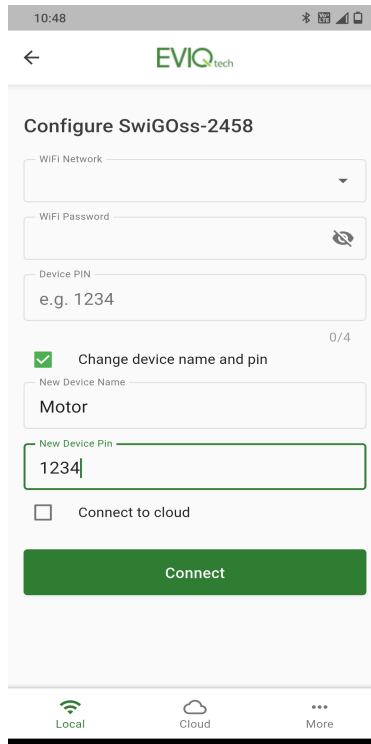 10:48
EVIQtech
Configure SwiGOss-2458
WiFi Network
WiFi Password
Device PIN
e.g. 1234
0/4
Change device name and pin
New Device Name
Motor
New Device Pin
1234
Connect to cloud
Connect
Local Cloud More